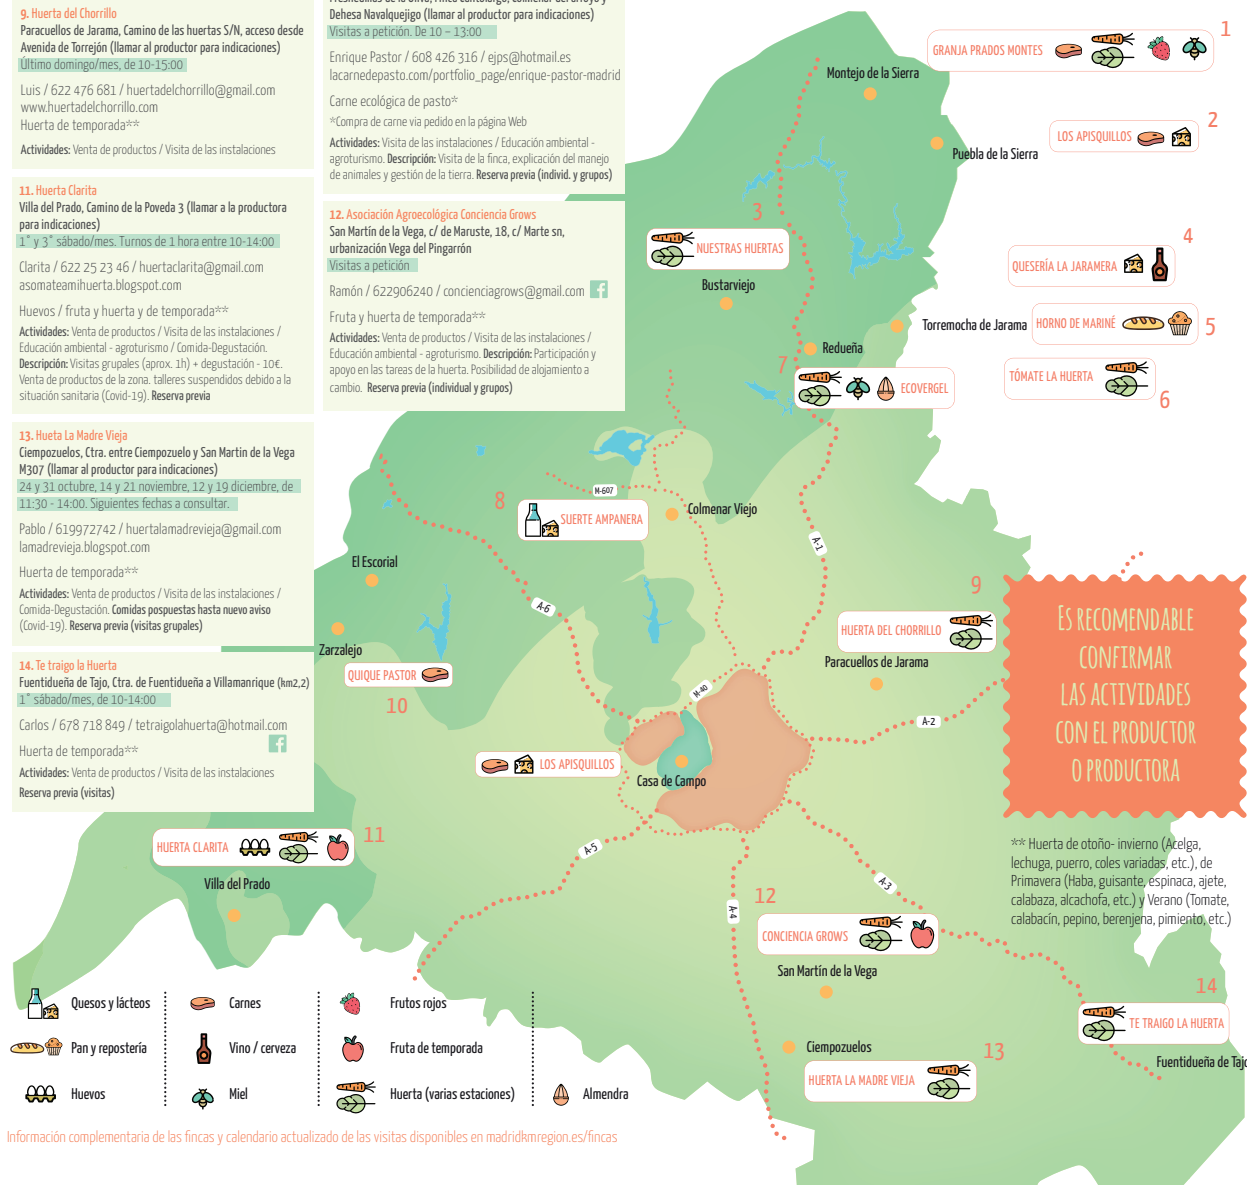 9. Huerta del Chorrillo
Paracuellos de Jarama, Camino de las huertas S/N, acceso desde
Avenida de Torrejón (llamar al productor para indicaciones)
Último domingo/mes, de 10-15:00
Luis / 622 476 681 / huertadelchorrillo@gmail.com
www.huertadelchorrillo.com
Huerta de temporada**
Actividades: Venta de productos / Visita de las instalaciones
11. Huerta Clarita
Villa del Prado, Camino de la Poveda 3 (llamar a la productora
para indicaciones)
1˚ y 3˚ sábado/mes. Turnos de 1 hora entre 10-14:00
Clarita / 622 25 23 46 / huertaclarita@gmail.com
asomateamihuerta.blogspot.com
Huevos / fruta y huerta y de temporada**
Actividades: Venta de productos / Visita de las instalaciones /
Educación ambiental - agroturismo / Comida-Degustación.
Descripción: Visitas grupales (aprox. 1h) + degustación - 10€.
Venta de productos de la zona. talleres suspendidos debido a la
situación sanitaria (Covid-19). Reserva previa
13. Hueta La Madre Vieja
Ciempozuelos, Ctra. entre Ciempozuelo y San Martin de la Vega
M307 (llamar al productor para indicaciones)
24 y 31 octubre, 14 y 21 noviembre, 12 y 19 diciembre, de
11:30 - 14:00. Siguientes fechas a consultar.
Pablo / 619972742 / huertalamadrevieja@gmail.com
lamadrevieja.blogspot.com
Huerta de temporada**
Actividades: Venta de productos / Visita de las instalaciones /
Comida-Degustación. Comidas pospuestas hasta nuevo aviso
(Covid-19). Reserva previa (visitas grupales)
14. Te traigo la Huerta
Fuentidueña de Tajo, Ctra. de Fuentidueña a Villamanrique (km2,2)
1˚ sábado/mes, de 10-14:00
Carlos / 678 718 849 / tetraigolahuerta@hotmail.com
Huerta de temporada**
Actividades: Venta de productos / Visita de las instalaciones
Reserva previa (visitas)
Dehesa Navalquejigo (llamar al productor para indicaciones)
Visitas a petición. De 10 – 13:00
Enrique Pastor / 608 426 316 / ejps@hotmail.es
lacarnedepasto.com/portfolio_page/enrique-pastor-madrid
Carne ecológica de pasto*
*Compra de carne via pedido en la página Web
Actividades: Visita de las instalaciones / Educación ambiental -
agroturismo. Descripción: Visita de la finca, explicación del manejo
de animales y gestión de la tierra. Reserva previa (individ. y grupos)
12. Asociación Agroecológica Conciencia Grows
San Martín de la Vega, c/ de Maruste, 18, c/ Marte sn,
urbanización Vega del Pingarrón
Visitas a petición
Ramón / 622906240 / concienciagrows@gmail.com
Fruta y huerta de temporada**
Actividades: Venta de productos / Visita de las instalaciones /
Educación ambiental - agroturismo. Descripción: Participación y
apoyo en las tareas de la huerta. Posibilidad de alojamiento a
cambio. Reserva previa (individual y grupos)
1
GRANJA PRADOS MONTES
Montejo de la Sierra
2
LOS APISQUILLOS
Puebla de la Sierra
3
NUESTRAS HUERTAS
Bustarviejo
4
QUESERÍA LA JARAMERA
Torremocha de Jarama
HORNO DE MARINÉ
5
TÓMATE LA HUERTA
6
Redueña
7
ECOVERGEL
M-607
8
SUERTE AMPANERA
Colmenar Viejo
A-1
El Escorial
A-6
9
HUERTA DEL CHORRILLO
Paracuellos de Jarama
Zarzalejo
QUIQUE PASTOR
10
M-40
A-2
LOS APISQUILLOS
Casa de Campo
ES RECOMENDABLE
CONFIRMAR
LAS ACTIVIDADES
CON EL PRODUCTOR
O PRODUCTORA
11
HUERTA CLARITA
Villa del Prado
A-5
A-3
A-4
** Huerta de otoño- invierno (Acelga,
lechuga, puerro, coles variadas, etc.), de
Primavera (Haba, guisante, espinaca, ajete,
calabaza, alcachofa, etc.) y Verano (Tomate,
calabacín, pepino, berenjena, pimiento, etc.)
12
CONCIENCIA GROWS
San Martín de la Vega
14
TE TRAIGO LA HUERTA
Fuentidueña de Tajo
Ciempozuelos
13
HUERTA LA MADRE VIEJA
Quesos y lácteos
Carnes
Frutos rojos
Pan y repostería
Vino / cerveza
Fruta de temporada
Huevos
Miel
Huerta (varias estaciones)
Almendra
Información complementaria de las fincas y calendario actualizado de las visitas disponibles en madridkmregion.es/fincas